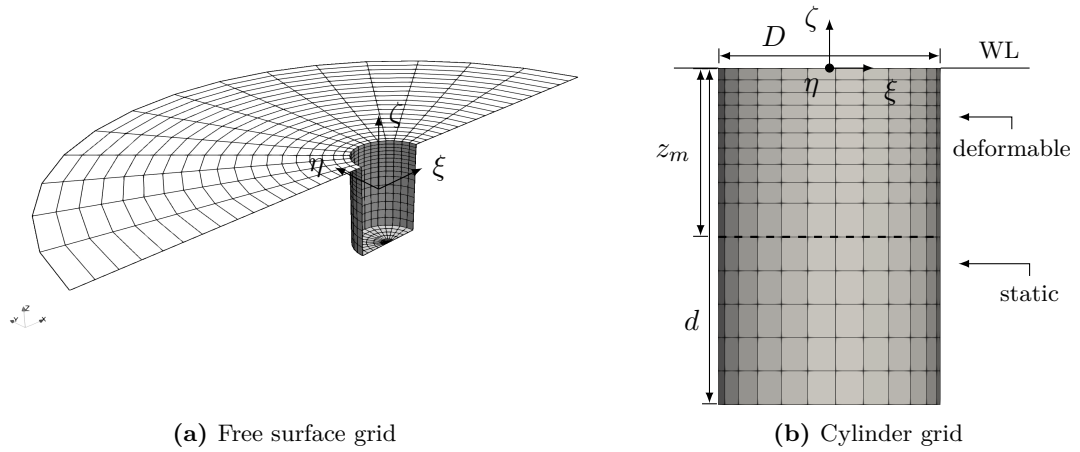 ζ
η
ξ
(a) Free surface grid
ζ
D
WL
η
ξ
z_m
deformable
d
static
(b) Cylinder grid